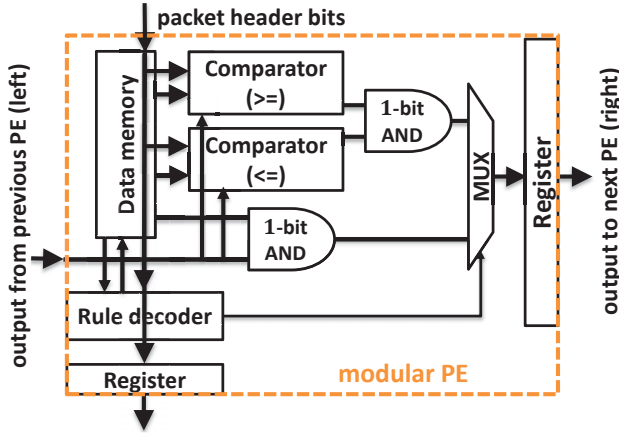 packet header bits
output from previous PE (left)
Data memory
Comparator
(>=)
Comparator
(<=)
1-bit
AND
1-bit
AND
MUX
Register
output to next PE (right)
Rule decoder
Register
modular PE